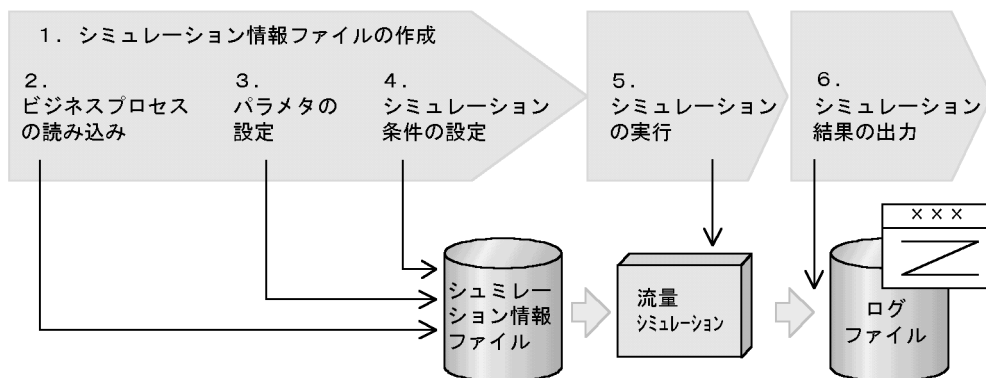 １．シミュレーション情報ファイルの作成
２．
ビジネスプロセス
の読み込み
３．
パラメタの
設定
４．
シミュレーション
条件の設定
５．
シミュレーション
の実行
６．
シミュレーション
結果の出力
×××
シュミレー
ション情報
ファイル
流量
ｼﾐｭﾚｰｼｮﾝ
ログ
ファイル